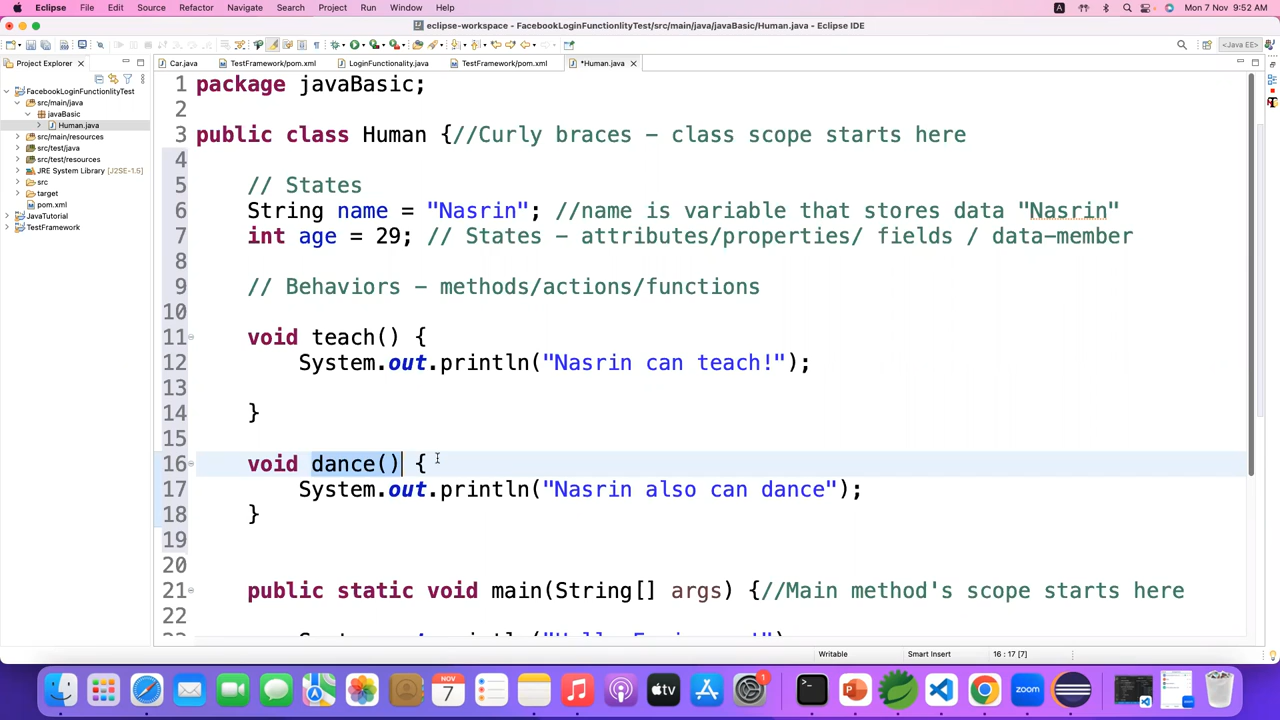 Eclipse File Edit Source Refactor Navigate Search Project Run Window Help Mon 7 Nov 9:52 AM
eclipse-workspace - FacebookLoginFunctionlityTest/src/main/java/javaBasic/Human.java - Eclipse IDE
<Java EE>
Project Explorer
Car.java TestFramework/pom.xml LoginFunctionality.java TestFramework/pom.xml *Human.java
FacebookLoginFunctionlityTest
src/main/java
javaBasic
Human.java
src/main/resources
src/test/java
src/test/resources
JRE System Library [J2SE-1.5]
src
target
pom.xml
JavaTutorial
TestFramework
1 package javaBasic;
2
3 public class Human {//Curly braces - class scope starts here
4
5 // States
6 String name = "Nasrin"; //name is variable that stores data "Nasrin"
7 int age = 29; // States - attributes/properties/ fields / data-member
8
9 // Behaviors - methods/actions/functions
10
11 void teach() {
12 System.out.println("Nasrin can teach!");
13
14 }
15
16 void dance() {
17 System.out.println("Nasrin also can dance");
18 }
19
20
21 public static void main(String[] args) {//Main method's scope starts here
22
Writable Smart Insert 16 : 17 [7]
NOV
7
tv
1
zoom